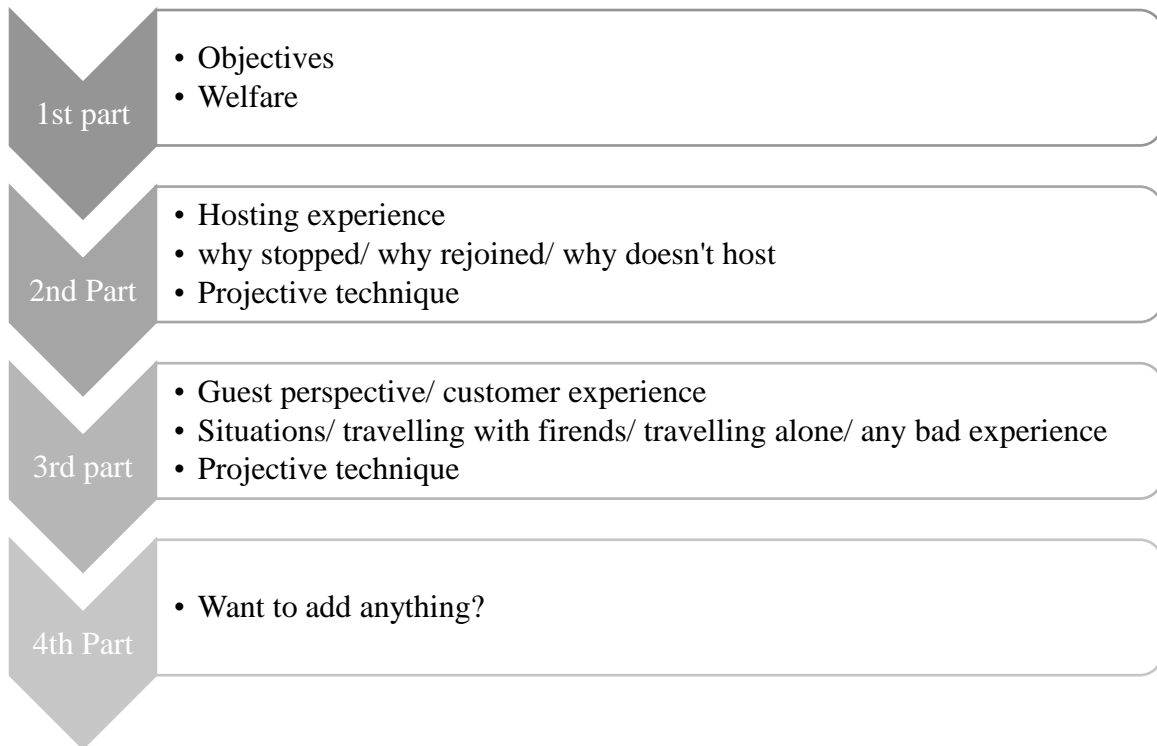 1st part
• Objectives
• Welfare
2nd Part
• Hosting experience
• why stopped/ why rejoined/ why doesn't host
• Projective technique
3rd part
• Guest perspective/ customer experience
• Situations/ travelling with firends/ travelling alone/ any bad experience
• Projective technique
4th Part
• Want to add anything?